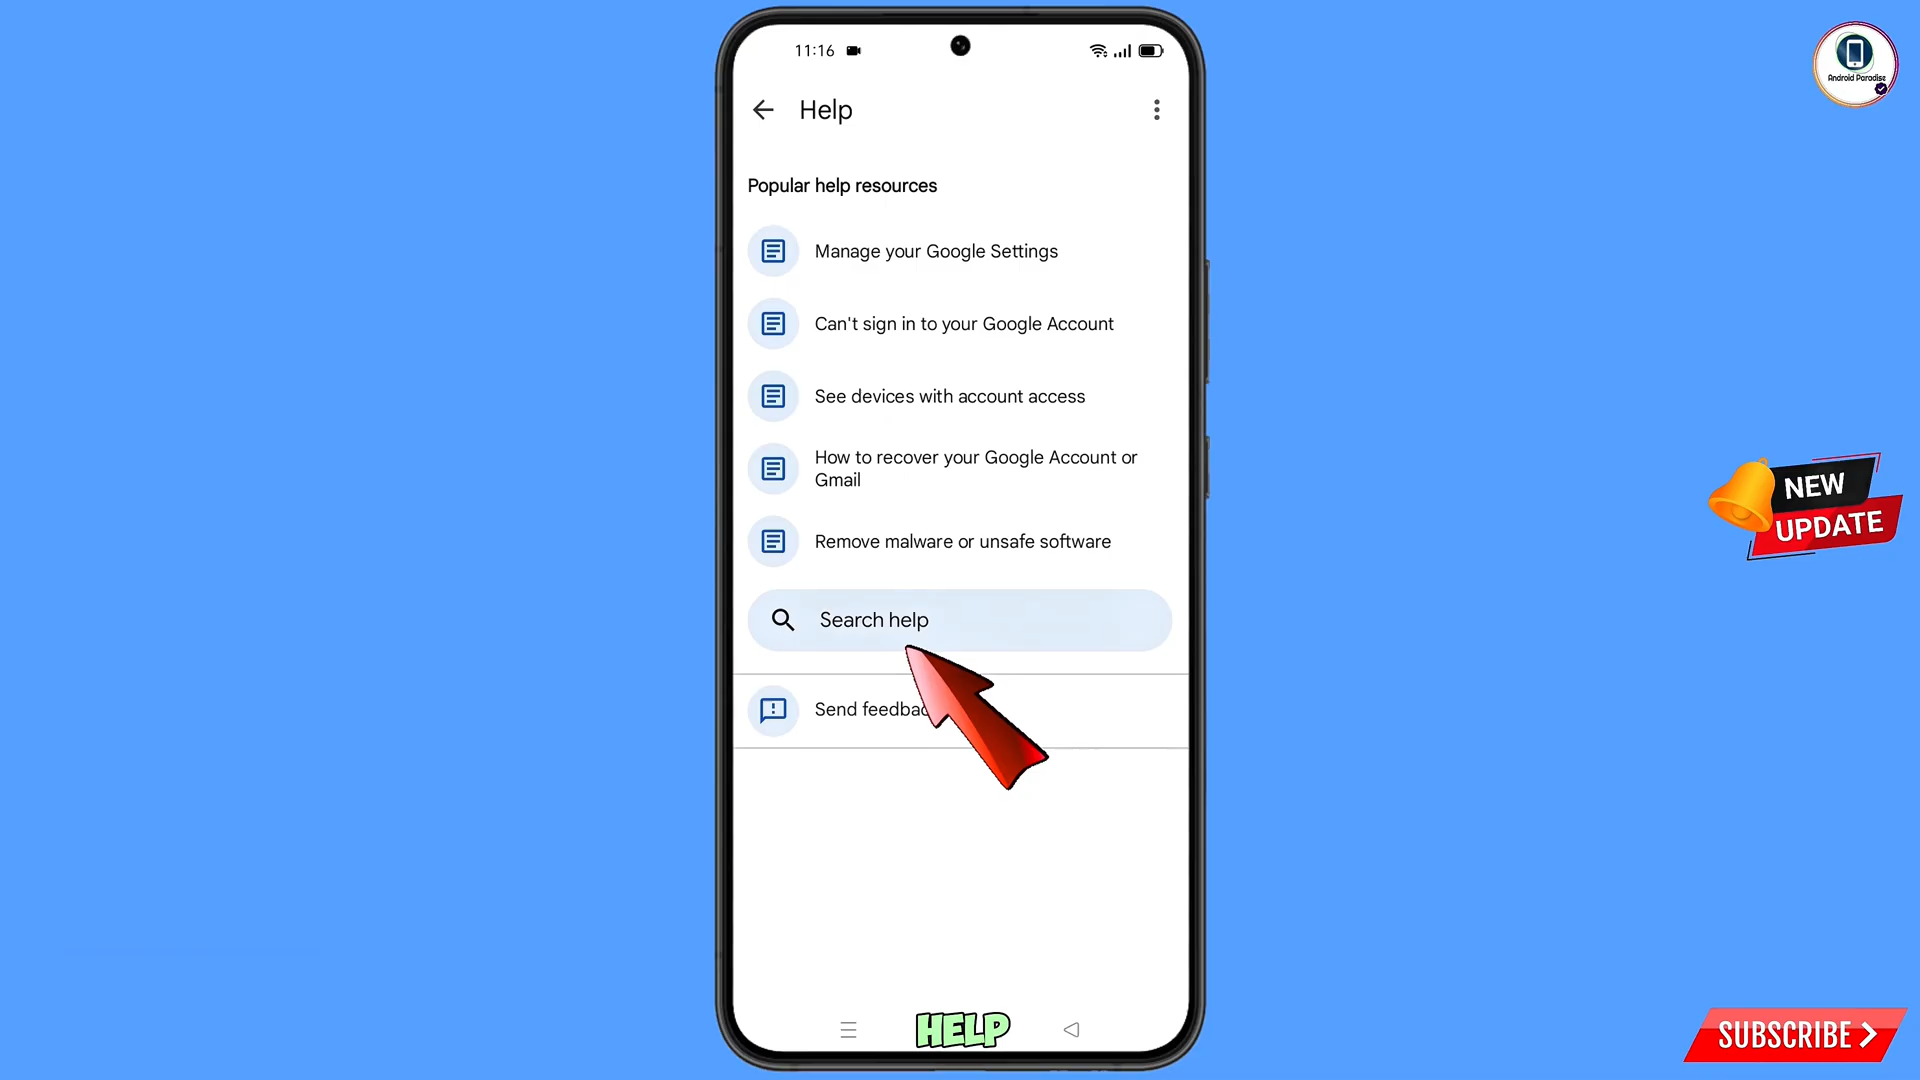 11:16
Android Paradise
Help
Popular help resources
Manage your Google Settings
Can't sign in to your Google Account
See devices with account access
How to recover your Google Account or
Gmail
NEW
UPDATE
Remove malware or unsafe software
Search help
Send feedbac
HELP
SUBSCRIBE